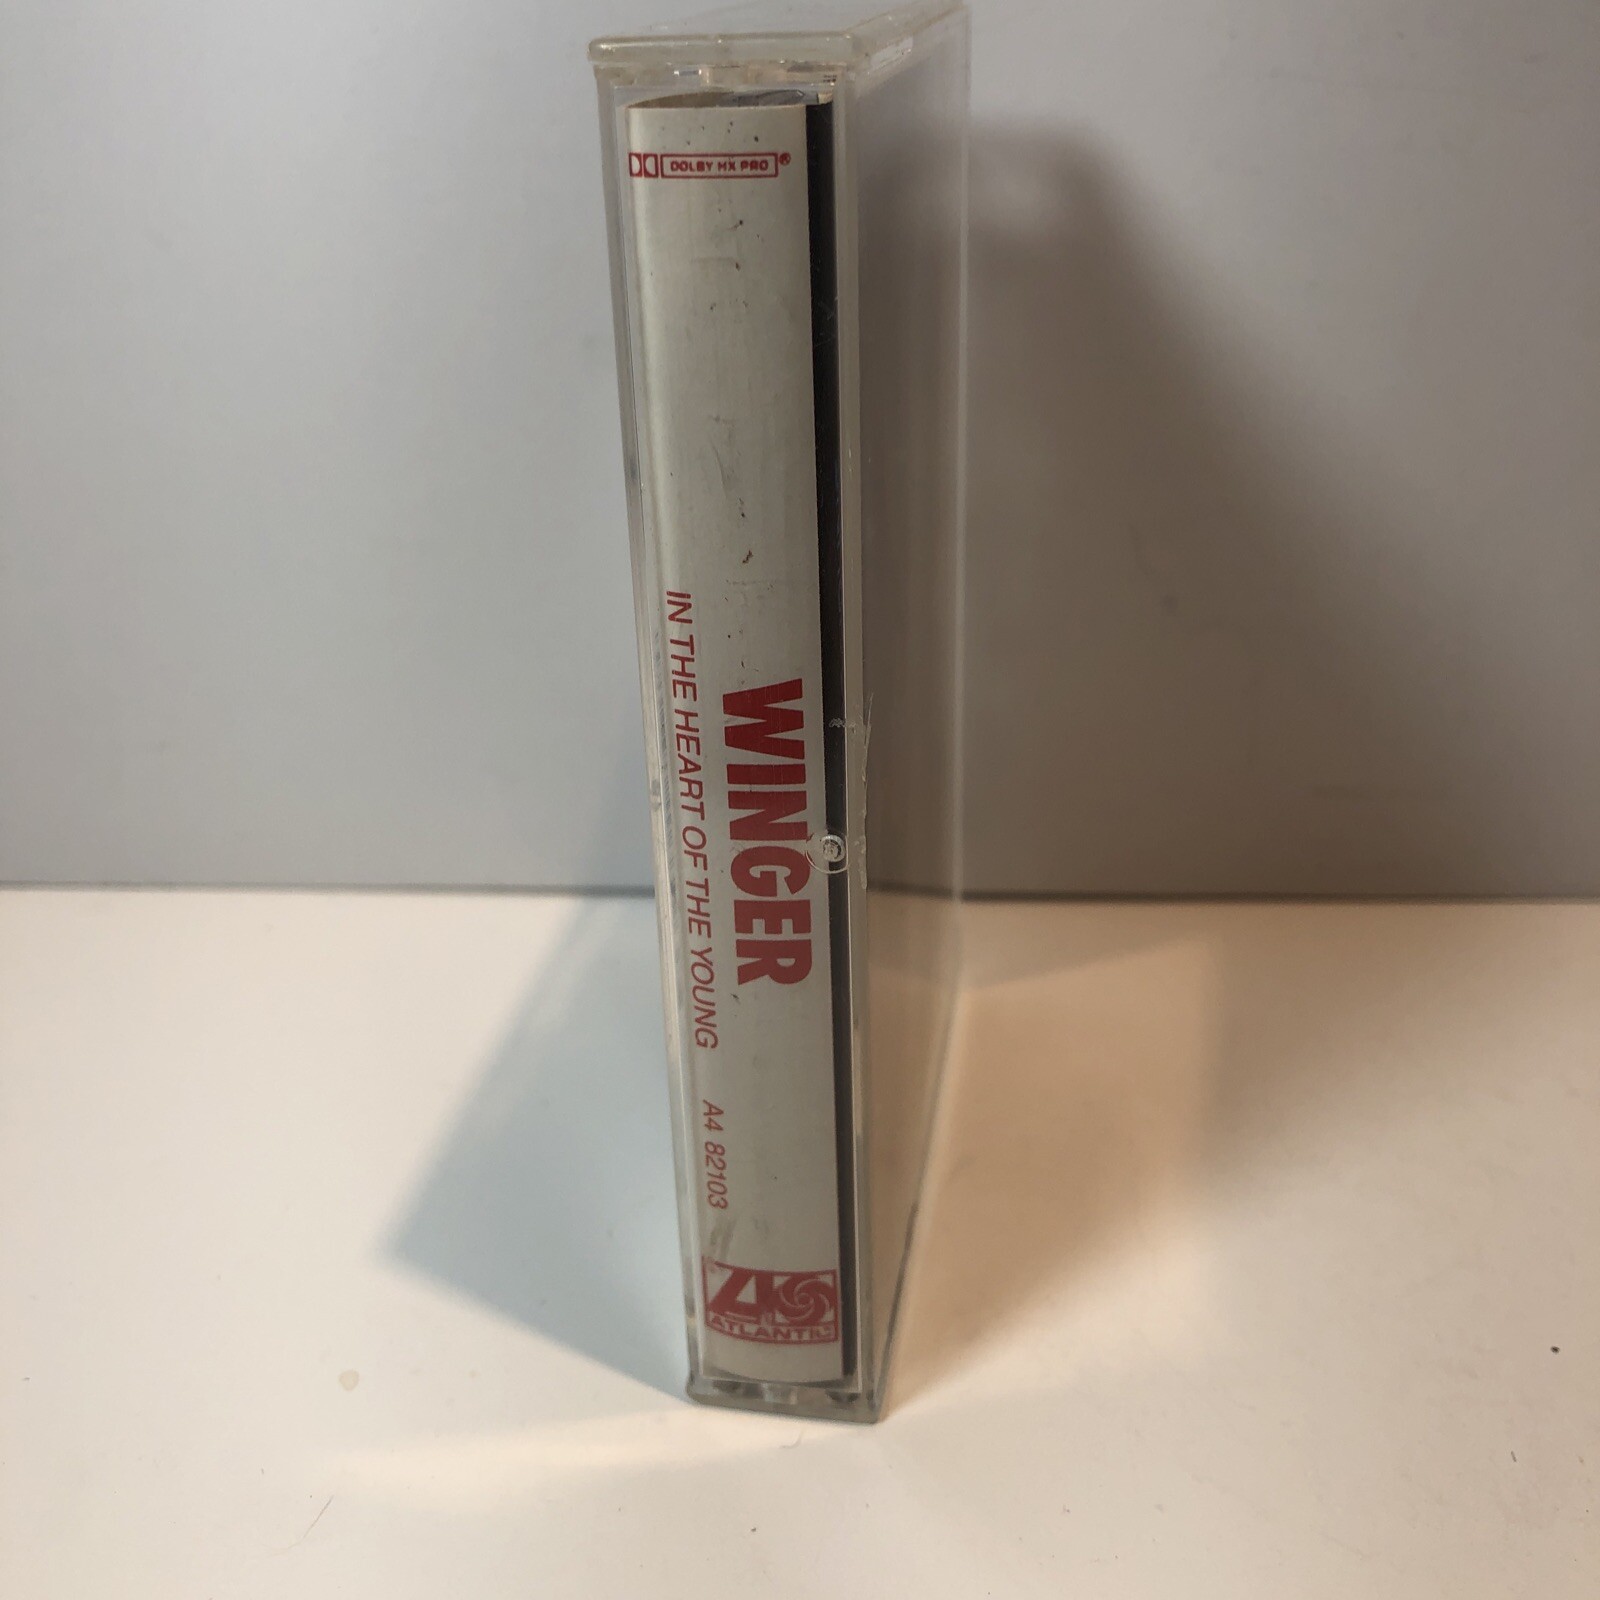 DOLBY HX PRO®
WINGER
IN THE HEART OF THE YOUNG
A4 82103
ATLANTIC